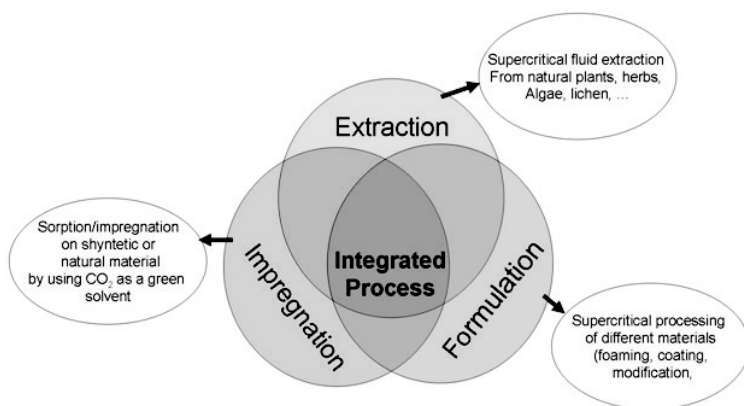 Supercritical fluid extraction
From natural plants, herbs,
Algae, lichen, ...
Extraction
Sorption/impregnation
on shyntetic or
natural material
by using CO₂ as a green
solvent
Impregnation
Integrated
Process
Formulation
Supercritical processing
of different materials
(foaming, coating,
modification,